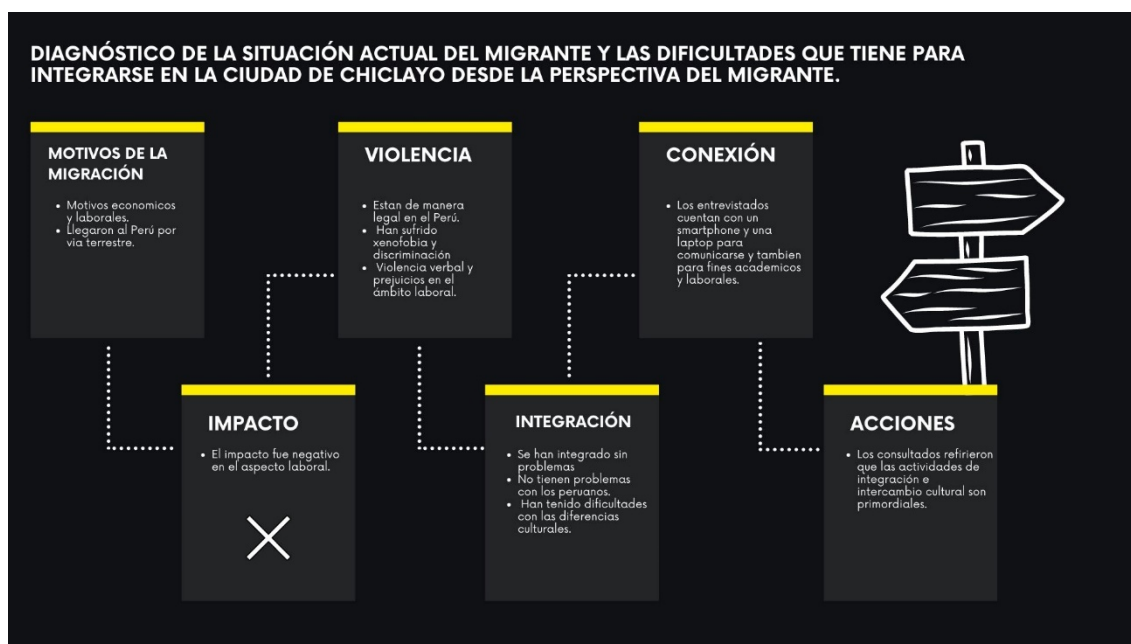 DIAGNÓSTICO DE LA SITUACIÓN ACTUAL DEL MIGRANTE Y LAS DIFICULTADES QUE TIENE PARA
INTEGRARSE EN LA CIUDAD DE CHICLAYO DESDE LA PERSPECTIVA DEL MIGRANTE.
MOTIVOS DE LA
MIGRACIÓN
• Motivos economicos
y laborales.
• Llegaron al Perú por
via terrestre.
IMPACTO
• El impacto fue negativo
en el aspecto laboral.
VIOLENCIA
• Estan de manera
legal en el Perú.
• Han sufrido
xenofobia y
discriminación
• Violencia verbal y
prejuicios en el
ámbito laboral.
INTEGRACIÓN
• Se han integrado sin
problemas
• No tienen problemas
con los peruanos.
• Han tenido dificultades
con las diferencias
culturales.
CONEXIÓN
• Los entrevistados
cuentan con un
smartphone y una
laptop para
comunicarse y tambien
para fines academicos
y laborales.
ACCIONES
• Los consultados refirieron
que las actividades de
integración e
intercambio cultural son
primordiales.